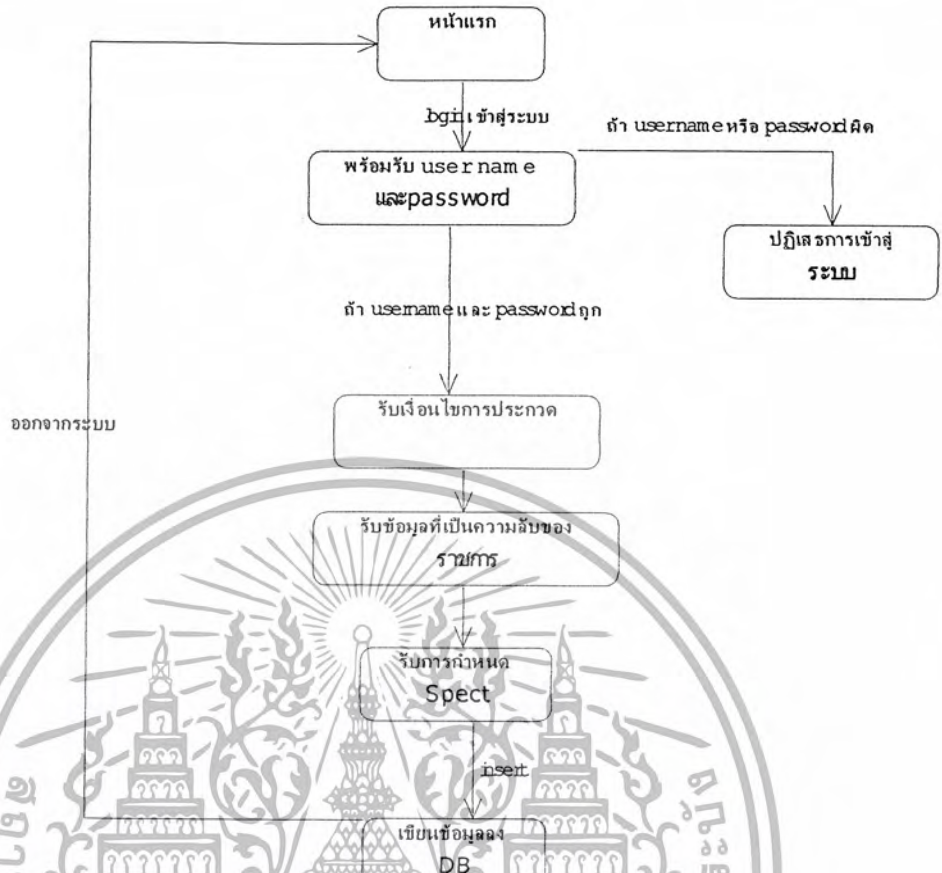 หน้าแรก
login เข้าสู่ระบบ
ถ้า username หรือ password ผิด
พร้อมรับ username
และpassword
ปฏิเสธการเข้าสู่
ระบบ
ถ้า username และ password ถูก
รับเงื่อนไขการประกวด
ออกจากระบบ
รับข้อมูลที่เป็นความลับของ
ราชการ
รับการกำหนด
Spect
insert
เขียนข้อมูลลง
DB